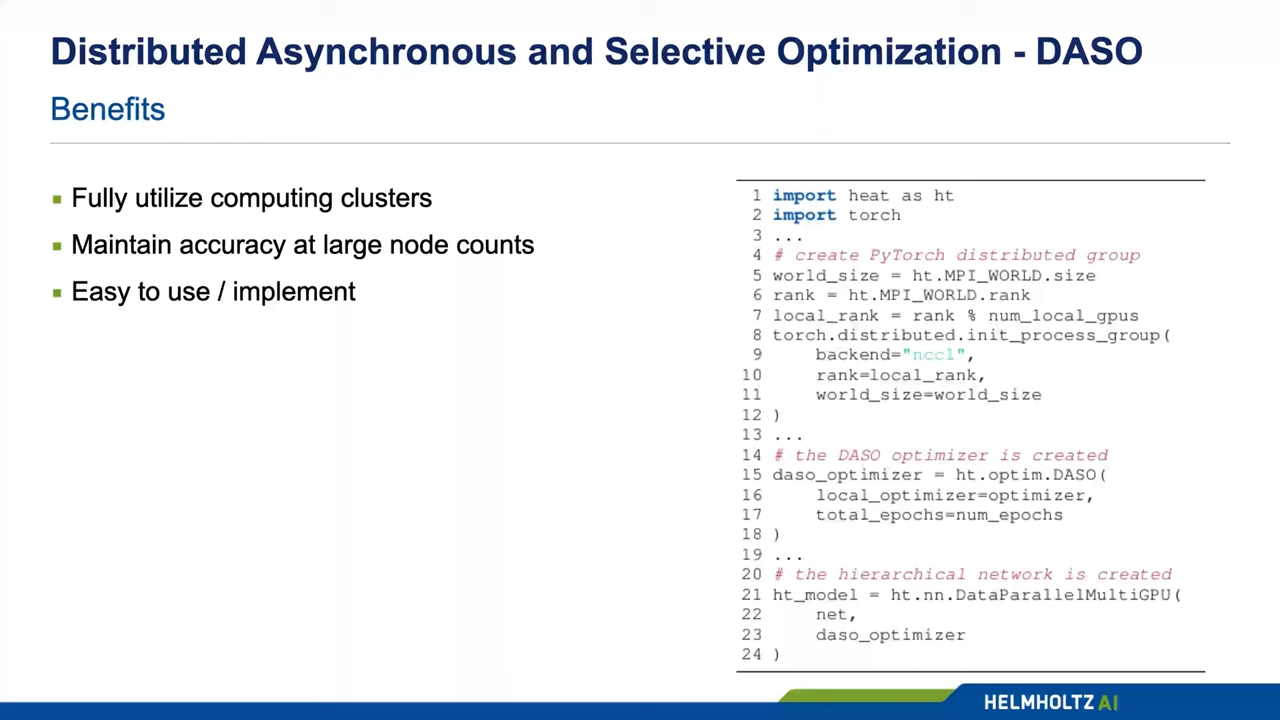 Distributed Asynchronous and Selective Optimization - DASO
Benefits
▪ Fully utilize computing clusters
▪ Maintain accuracy at large node counts
▪ Easy to use / implement
1 import heat as ht
2 import torch
3 ...
4 # create PyTorch distributed group
5 world_size = ht.MPI_WORLD.size
6 rank = ht.MPI_WORLD.rank
7 local_rank = rank % num_local_gpus
8 torch.distributed.init_process_group(
9     backend="nccl",
10     rank=local_rank,
11     world_size=world_size
12 )
13 ...
14 # the DASO optimizer is created
15 daso_optimizer = ht.optim.DASO(
16     local_optimizer=optimizer,
17     total_epochs=num_epochs
18 )
19 ...
20 # the hierarchical network is created
21 ht_model = ht.nn.DataParallelMultiGPU(
22     net,
23     daso_optimizer
24 )
HELMHOLTZ AI